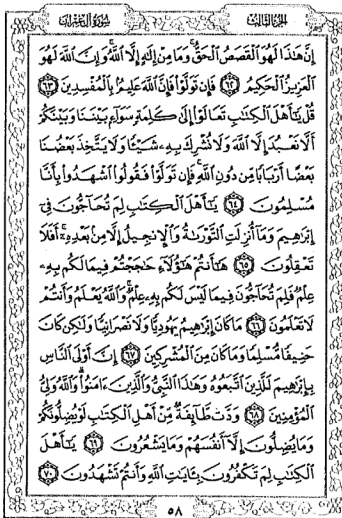 الجزء الثالث
سورة آل عمران
إِنَّ هَٰذَا لَهُوَ ٱلْقَصَصُ ٱلْحَقُّ ۚ وَمَا مِنْ إِلَٰهٍ إِلَّا ٱللَّهُ ۚ وَإِنَّ ٱللَّهَ لَهُوَ
ٱلْعَزِيزُ ٱلْحَكِيمُ ٦٢ فَإِن تَوَلَّوْا۟ فَإِنَّ ٱللَّهَ عَلِيمٌۢ بِٱلْمُفْسِدِينَ ٦٣
قُلْ يَٰٓأَهْلَ ٱلْكِتَٰبِ تَعَالَوْا۟ إِلَىٰ كَلِمَةٍ سَوَآءٍۭ بَيْنَنَا وَبَيْنَكُمْ
أَلَّا نَعْبُدَ إِلَّا ٱللَّهَ وَلَا نُشْرِكَ بِهِۦ شَيْـًٔا وَلَا يَتَّخِذَ بَعْضُنَا
بَعْضًا أَرْبَابًا مِّن دُونِ ٱللَّهِ ۚ فَإِن تَوَلَّوْا۟ فَقُولُوا۟ ٱشْهَدُوا۟ بِأَنَّا
مُسْلِمُونَ ٦٤ يَٰٓأَهْلَ ٱلْكِتَٰبِ لِمَ تُحَآجُّونَ فِىٓ
إِبْرَٰهِيمَ وَمَآ أُنزِلَتِ ٱلتَّوْرَىٰةُ وَٱلْإِنجِيلُ إِلَّا مِنۢ بَعْدِهِۦٓ ۚ أَفَلَا
تَعْقِلُونَ ٦٥ هَٰٓأَنتُمْ هَٰٓؤُلَآءِ حَٰجَجْتُمْ فِيمَا لَكُم بِهِۦ
عِلْمٌ فَلِمَ تُحَآجُّونَ فِيمَا لَيْسَ لَكُم بِهِۦ عِلْمٌ ۚ وَٱللَّهُ يَعْلَمُ وَأَنتُمْ
لَا تَعْلَمُونَ ٦٦ مَا كَانَ إِبْرَٰهِيمُ يَهُودِيًّا وَلَا نَصْرَانِيًّا وَلَٰكِن كَانَ
حَنِيفًا مُّسْلِمًا وَمَا كَانَ مِنَ ٱلْمُشْرِكِينَ ٦٧ إِنَّ أَوْلَى ٱلنَّاسِ
بِإِبْرَٰهِيمَ لَلَّذِينَ ٱتَّبَعُوهُ وَهَٰذَا ٱلنَّبِىُّ وَٱلَّذِينَ ءَامَنُوا۟ ۗ وَٱللَّهُ وَلِىُّ
ٱلْمُؤْمِنِينَ ٦٨ وَدَّت طَّآئِفَةٌ مِّنْ أَهْلِ ٱلْكِتَٰبِ لَوْ يُضِلُّونَكُمْ
وَمَا يُضِلُّونَ إِلَّآ أَنفُسَهُمْ وَمَا يَشْعُرُونَ ٦٩ يَٰٓأَهْلَ
ٱلْكِتَٰبِ لِمَ تَكْفُرُونَ بِـَٔايَٰتِ ٱللَّهِ وَأَنتُمْ تَشْهَدُونَ ٧٠
٥٨